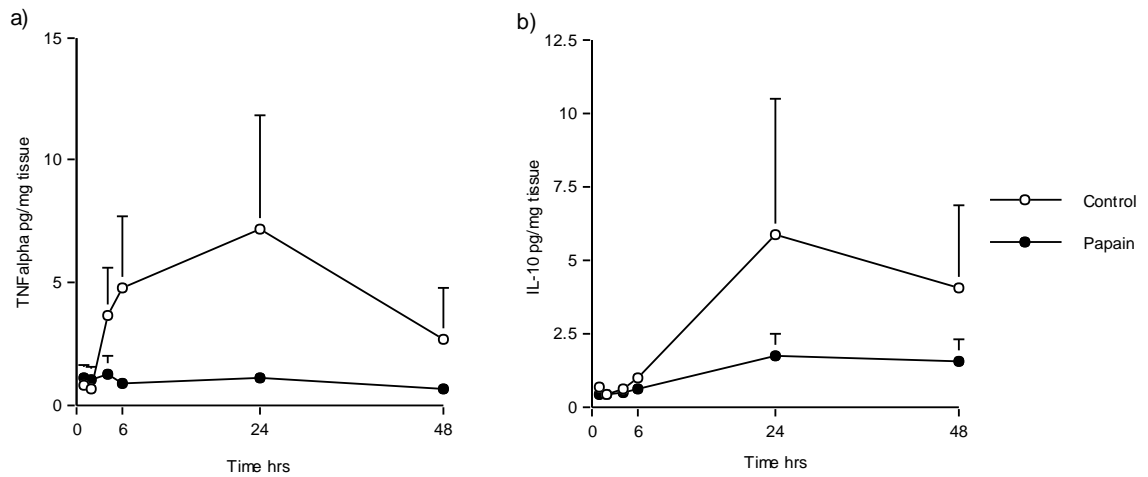 a)
15
10
5
0
TNFalpha pg/mg tissue
0 6 24 48
Time hrs
b)
12.5
10
7.5
5
2.5
0
IL-10 pg/mg tissue
0 6 24 48
Time hrs
Control
Papain